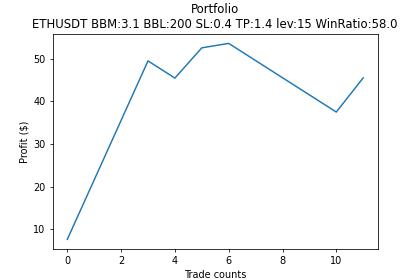 Portfolio
ETHUSDT BBM:3.1 BBL:200 SL:0.4 TP:1.4 lev:15 WinRatio:58.0
50
40
30
20
10
Profit ($)
0 2 4 6 8 10
Trade counts